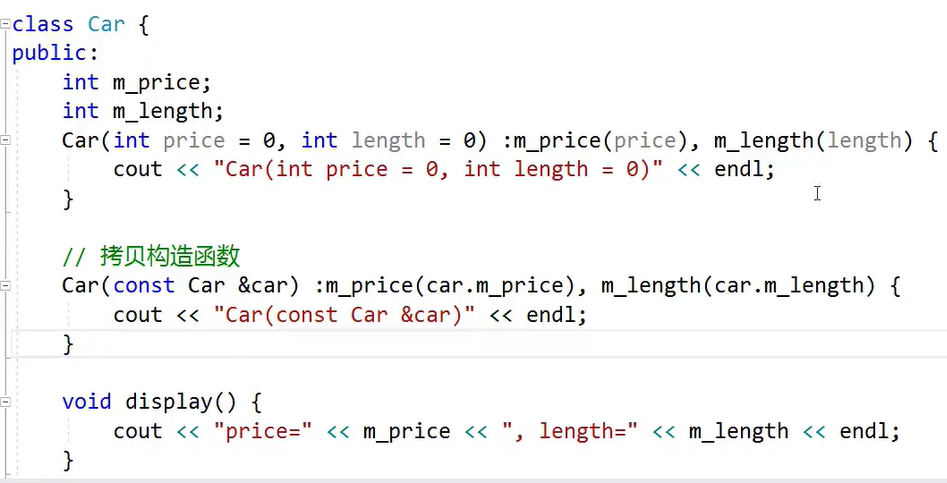 class Car {
public:
    int m_price;
    int m_length;
    Car(int price = 0, int length = 0) :m_price(price), m_length(length) {
        cout << "Car(int price = 0, int length = 0)" << endl;
    }
    // 拷贝构造函数
    Car(const Car &car) :m_price(car.m_price), m_length(car.m_length) {
        cout << "Car(const Car &car)" << endl;
    }
    void display() {
        cout << "price=" << m_price << ", length=" << m_length << endl;
    }